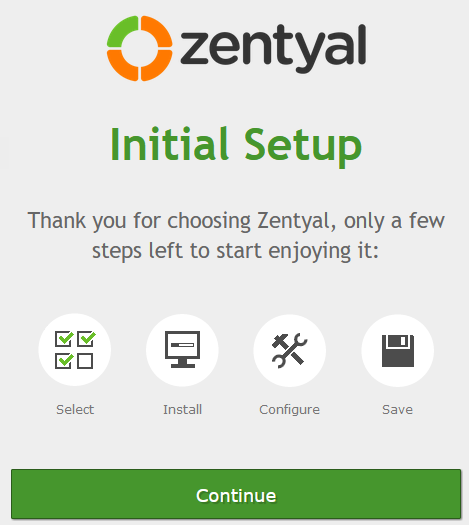 zentyal
Initial Setup
Thank you for choosing Zentyal, only a few
steps left to start enjoying it:
Select
Install
Configure
Save
Continue